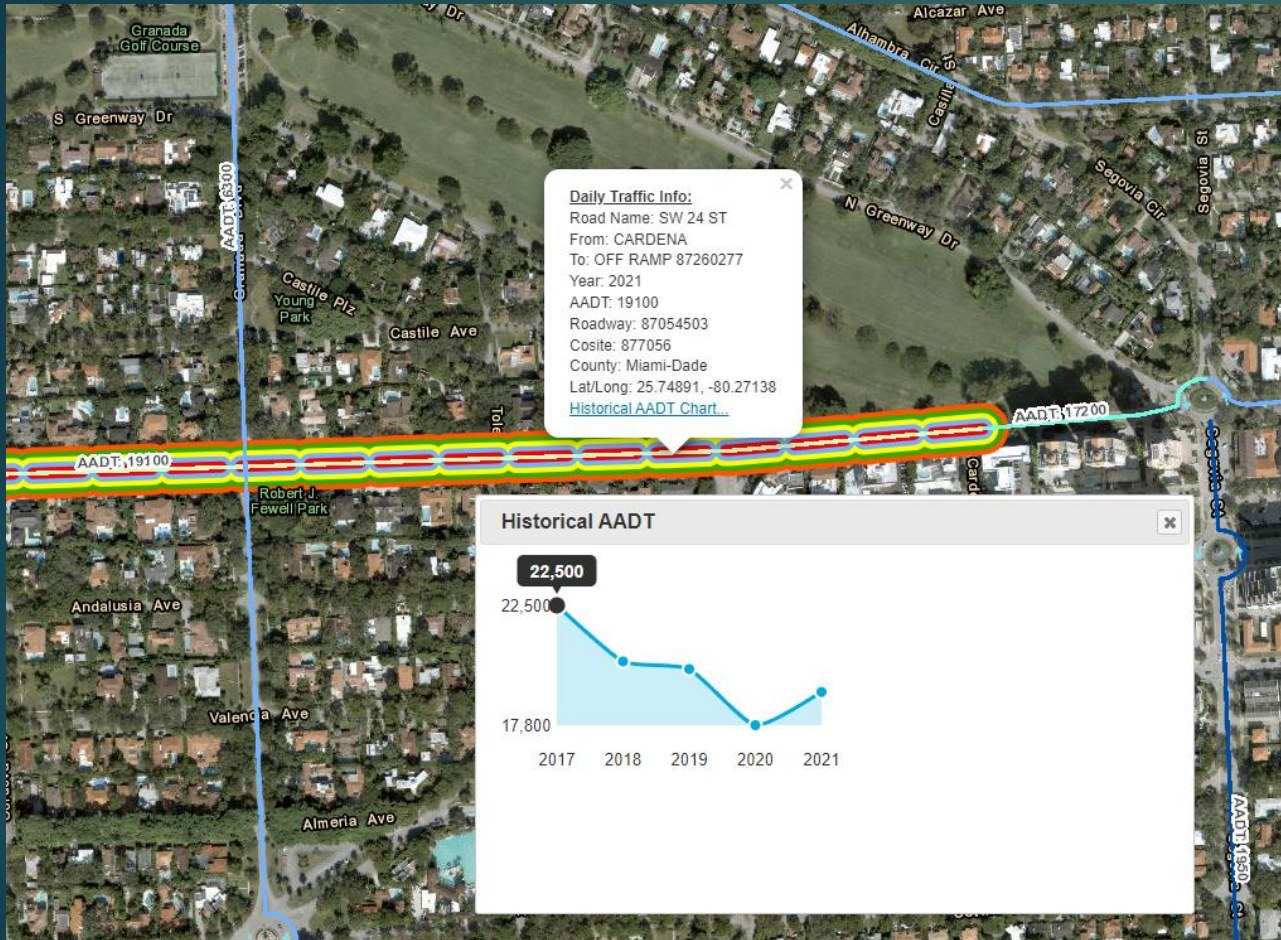 Alcazar Ave
Granada
Golf Course
y Dr
Alhambra Cir
Casilla St
S Greenway Dr
AADT: 6300
Segovia Cir
Segovia St
×
Daily Traffic Info:
Road Name: SW 24 ST
From: CARDENA
To: OFF RAMP 87260277
Year: 2021
AADT: 19100
Roadway: 87054503
Cosite: 877056
County: Miami-Dade
Lat/Long: 25.74891, -80.27138
Historical AADT Chart...
N Greenway Dr
Castile Plz
Young
Park
Castile Ave
Tole
AADT: 17200
AADT: 19100
Card
Robert J.
Fewell Park
Historical AADT
22,500
22,500
17,800
2017 2018 2019 2020 2021
Andalusia Ave
Valencia Ave
Almeria Ave